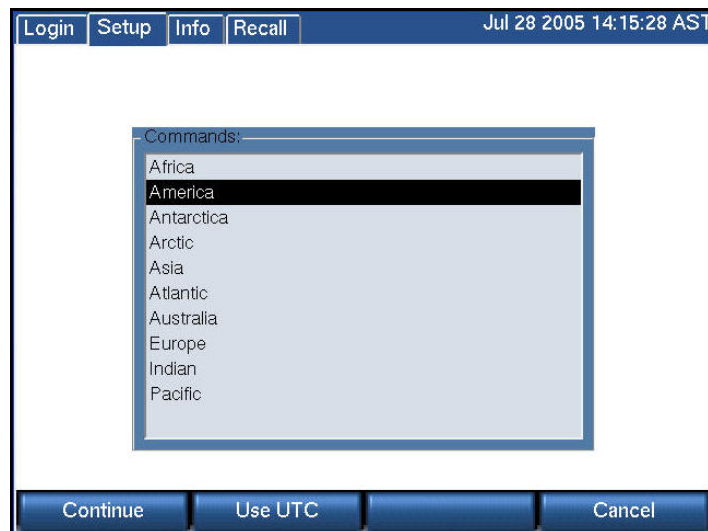 Login Setup Info Recall Jul 28 2005 14:15:28 AST
Commands:
Africa
America
Antarctica
Arctic
Asia
Atlantic
Australia
Europe
Indian
Pacific
Continue Use UTC Cancel